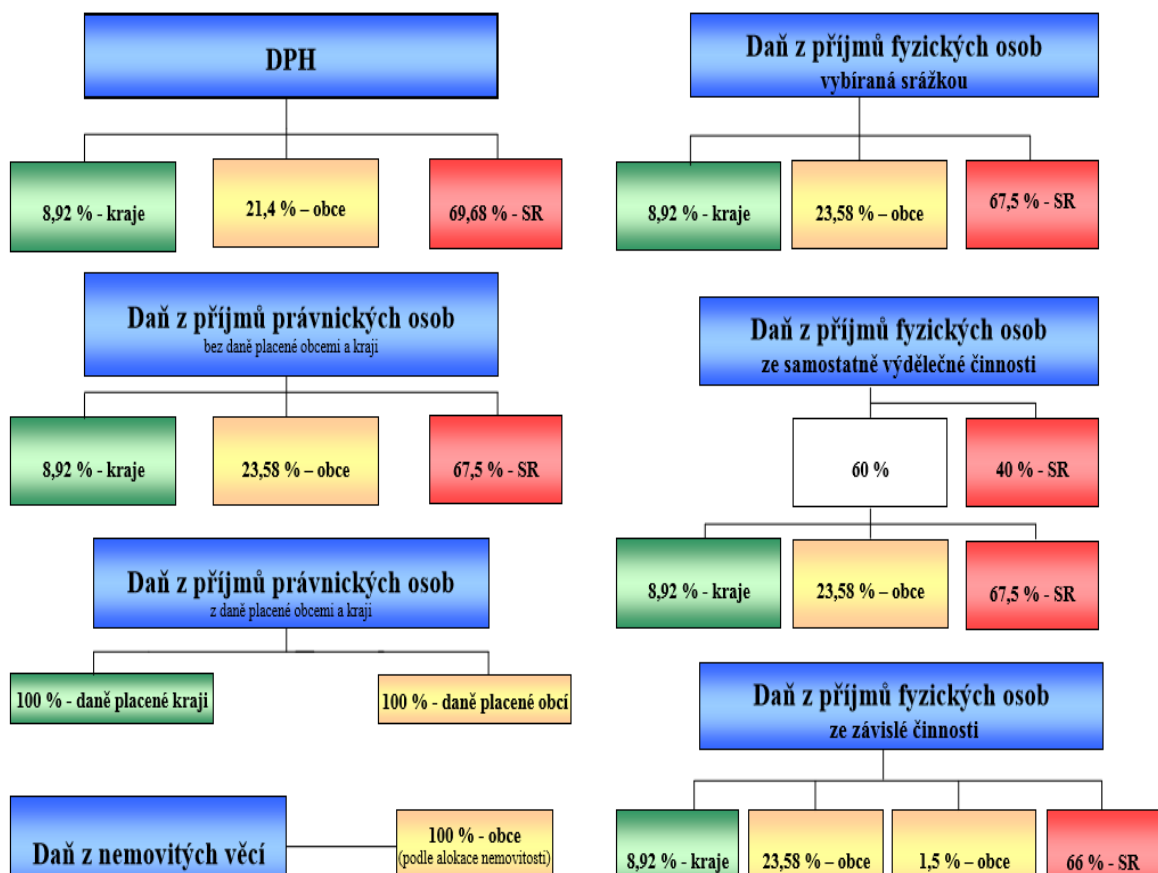 DPH
8,92 % - kraje
21,4 % – obce
69,68 % - SR
Daň z příjmů právnických osob
bez daně placené obcemi a kraji
8,92 % - kraje
23,58 % – obce
67,5 % - SR
Daň z příjmů právnických osob
z daně placené obcemi a kraji
100 % - daně placené kraji
100 % - daně placené obcí
Daň z nemovitých věcí
100 % - obce
(podle alokace nemovitosti)
Daň z příjmů fyzických osob
vybíraná srážkou
8,92 % - kraje
23,58 % – obce
67,5 % - SR
Daň z příjmů fyzických osob
ze samostatně výdělečné činnosti
60 %
40 % - SR
8,92 % - kraje
23,58 % – obce
67,5 % - SR
Daň z příjmů fyzických osob
ze závislé činnosti
8,92 % - kraje
23,58 % – obce
1,5 % – obce
66 % - SR